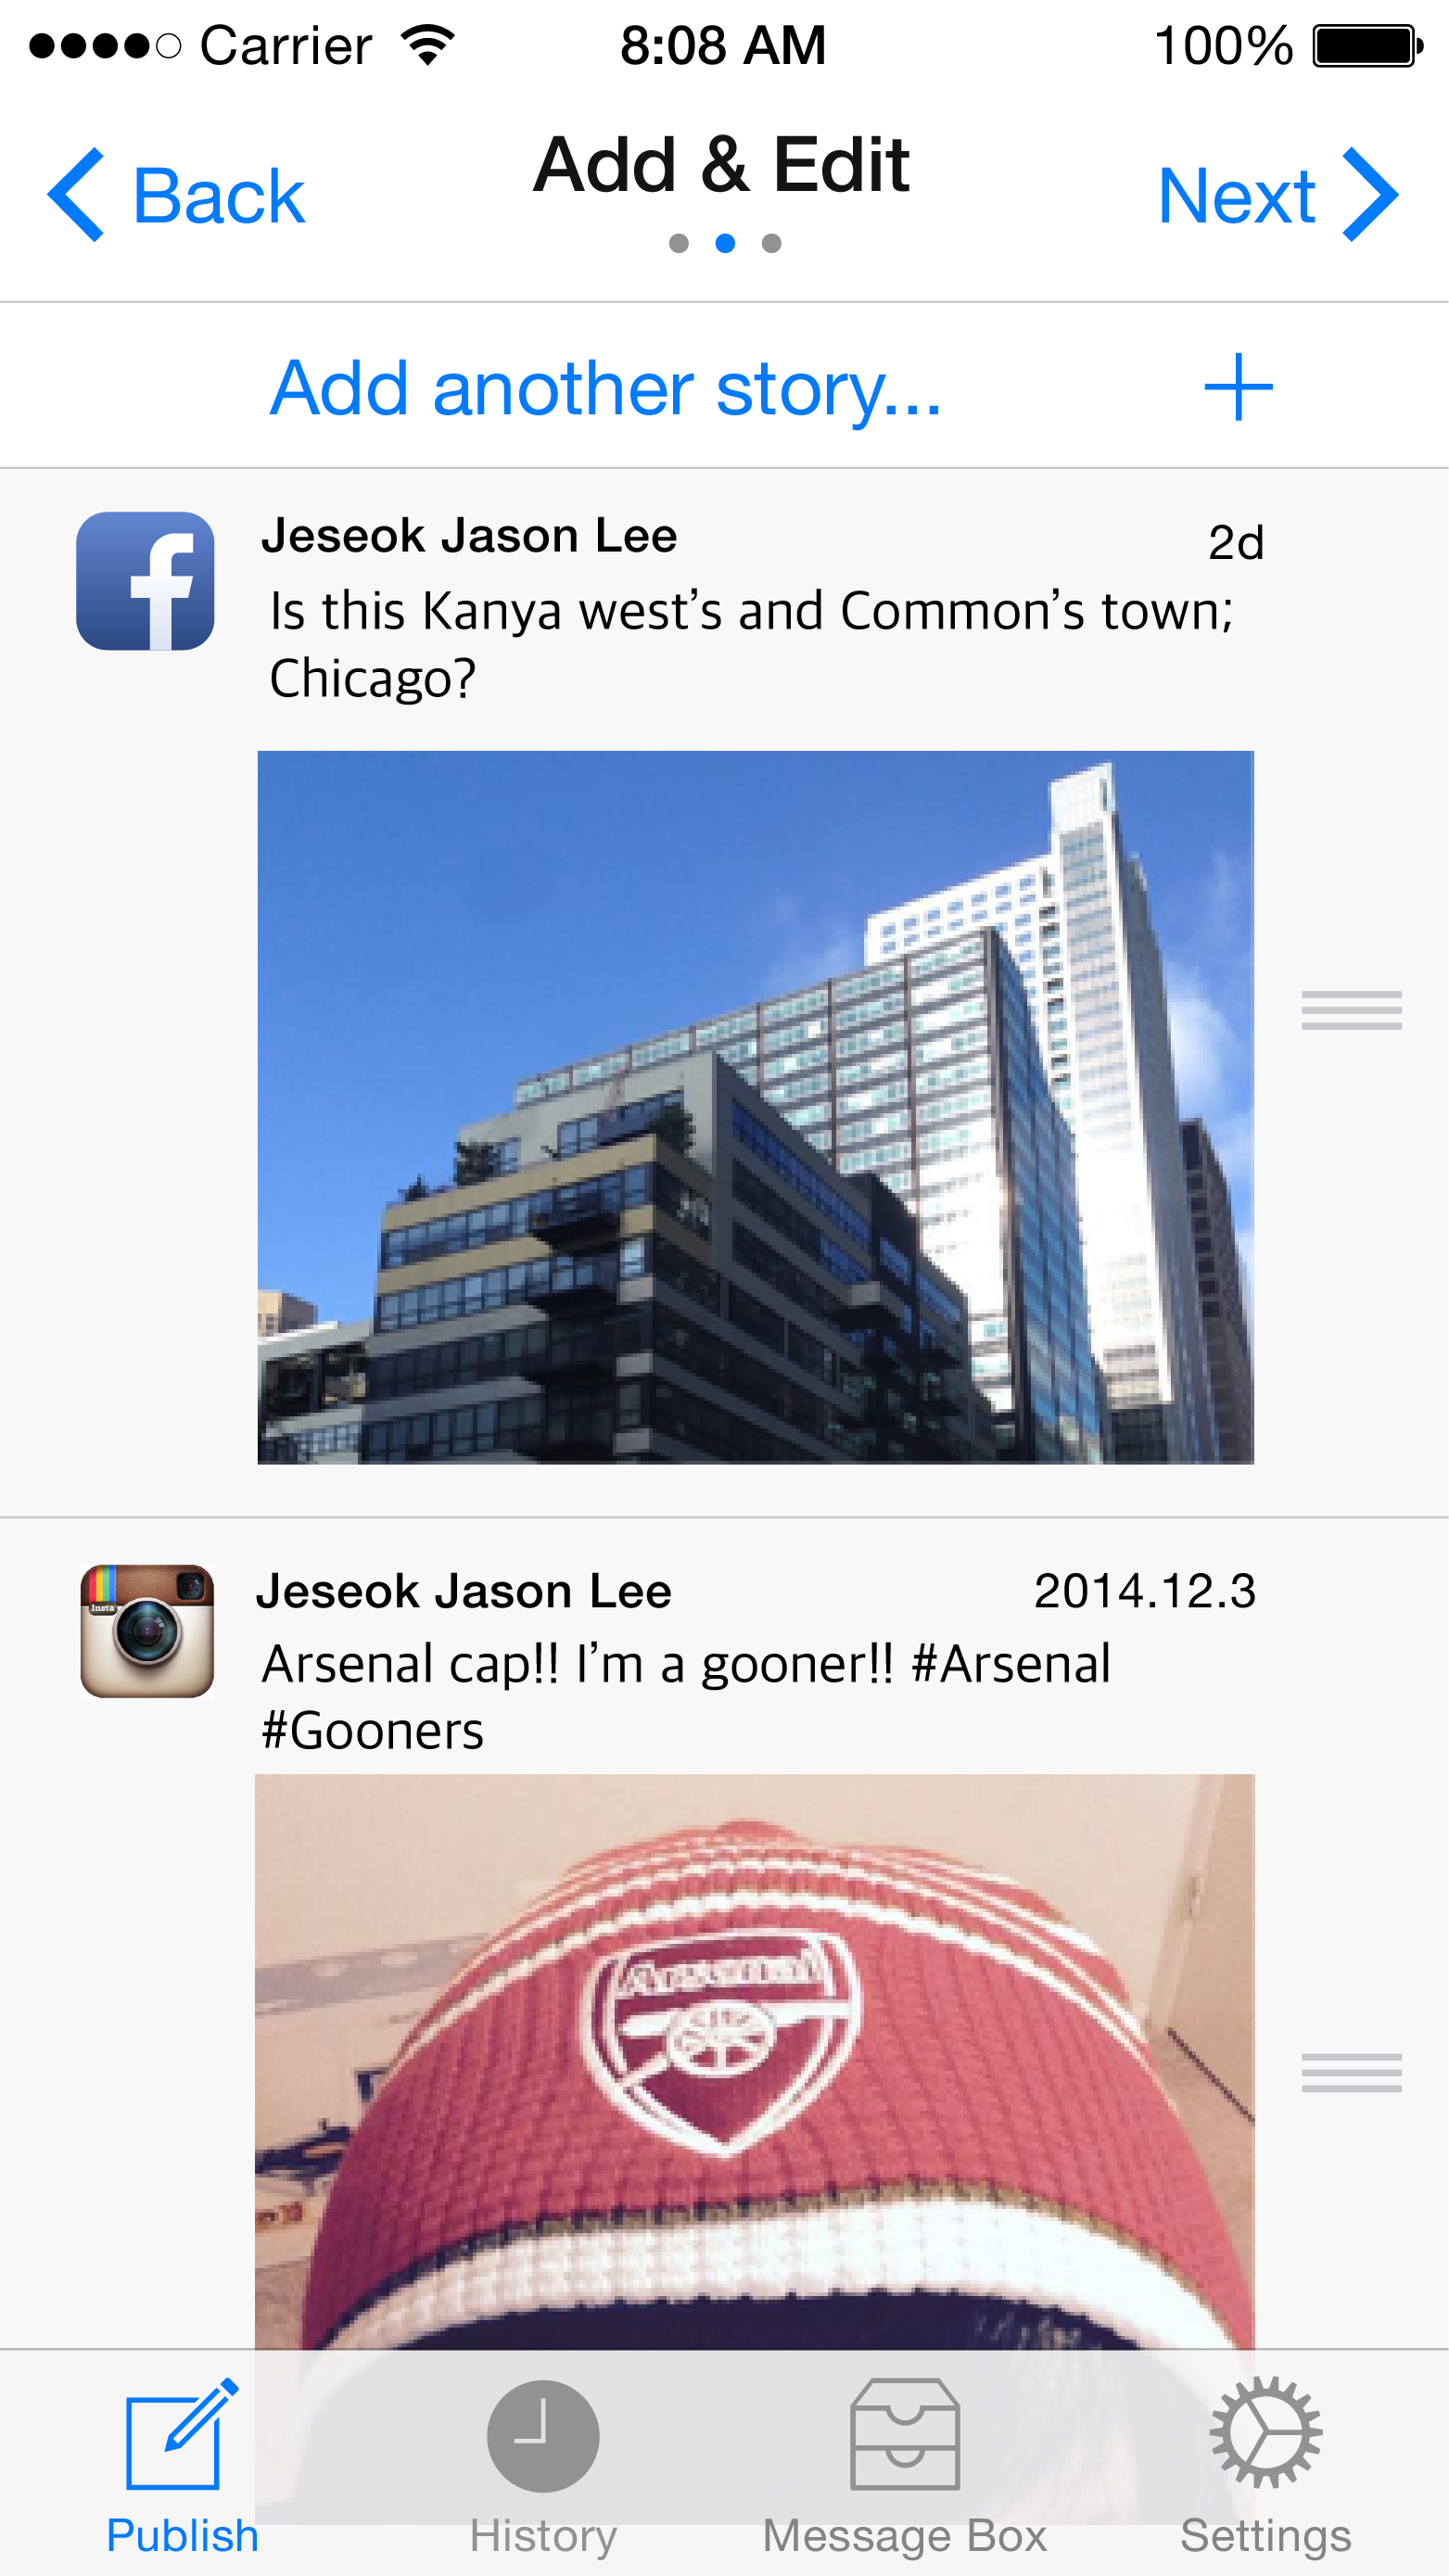 Carrier 8:08 AM 100%
Back Add & Edit Next
Add another story...
Jeseok Jason Lee 2d
Is this Kanya west’s and Common’s town;
Chicago?
Jeseok Jason Lee 2014.12.3
Insta
Arsenal cap!! I’m a gooner!! #Arsenal
#Gooners
Arsenal
Publish History Message Box Settings